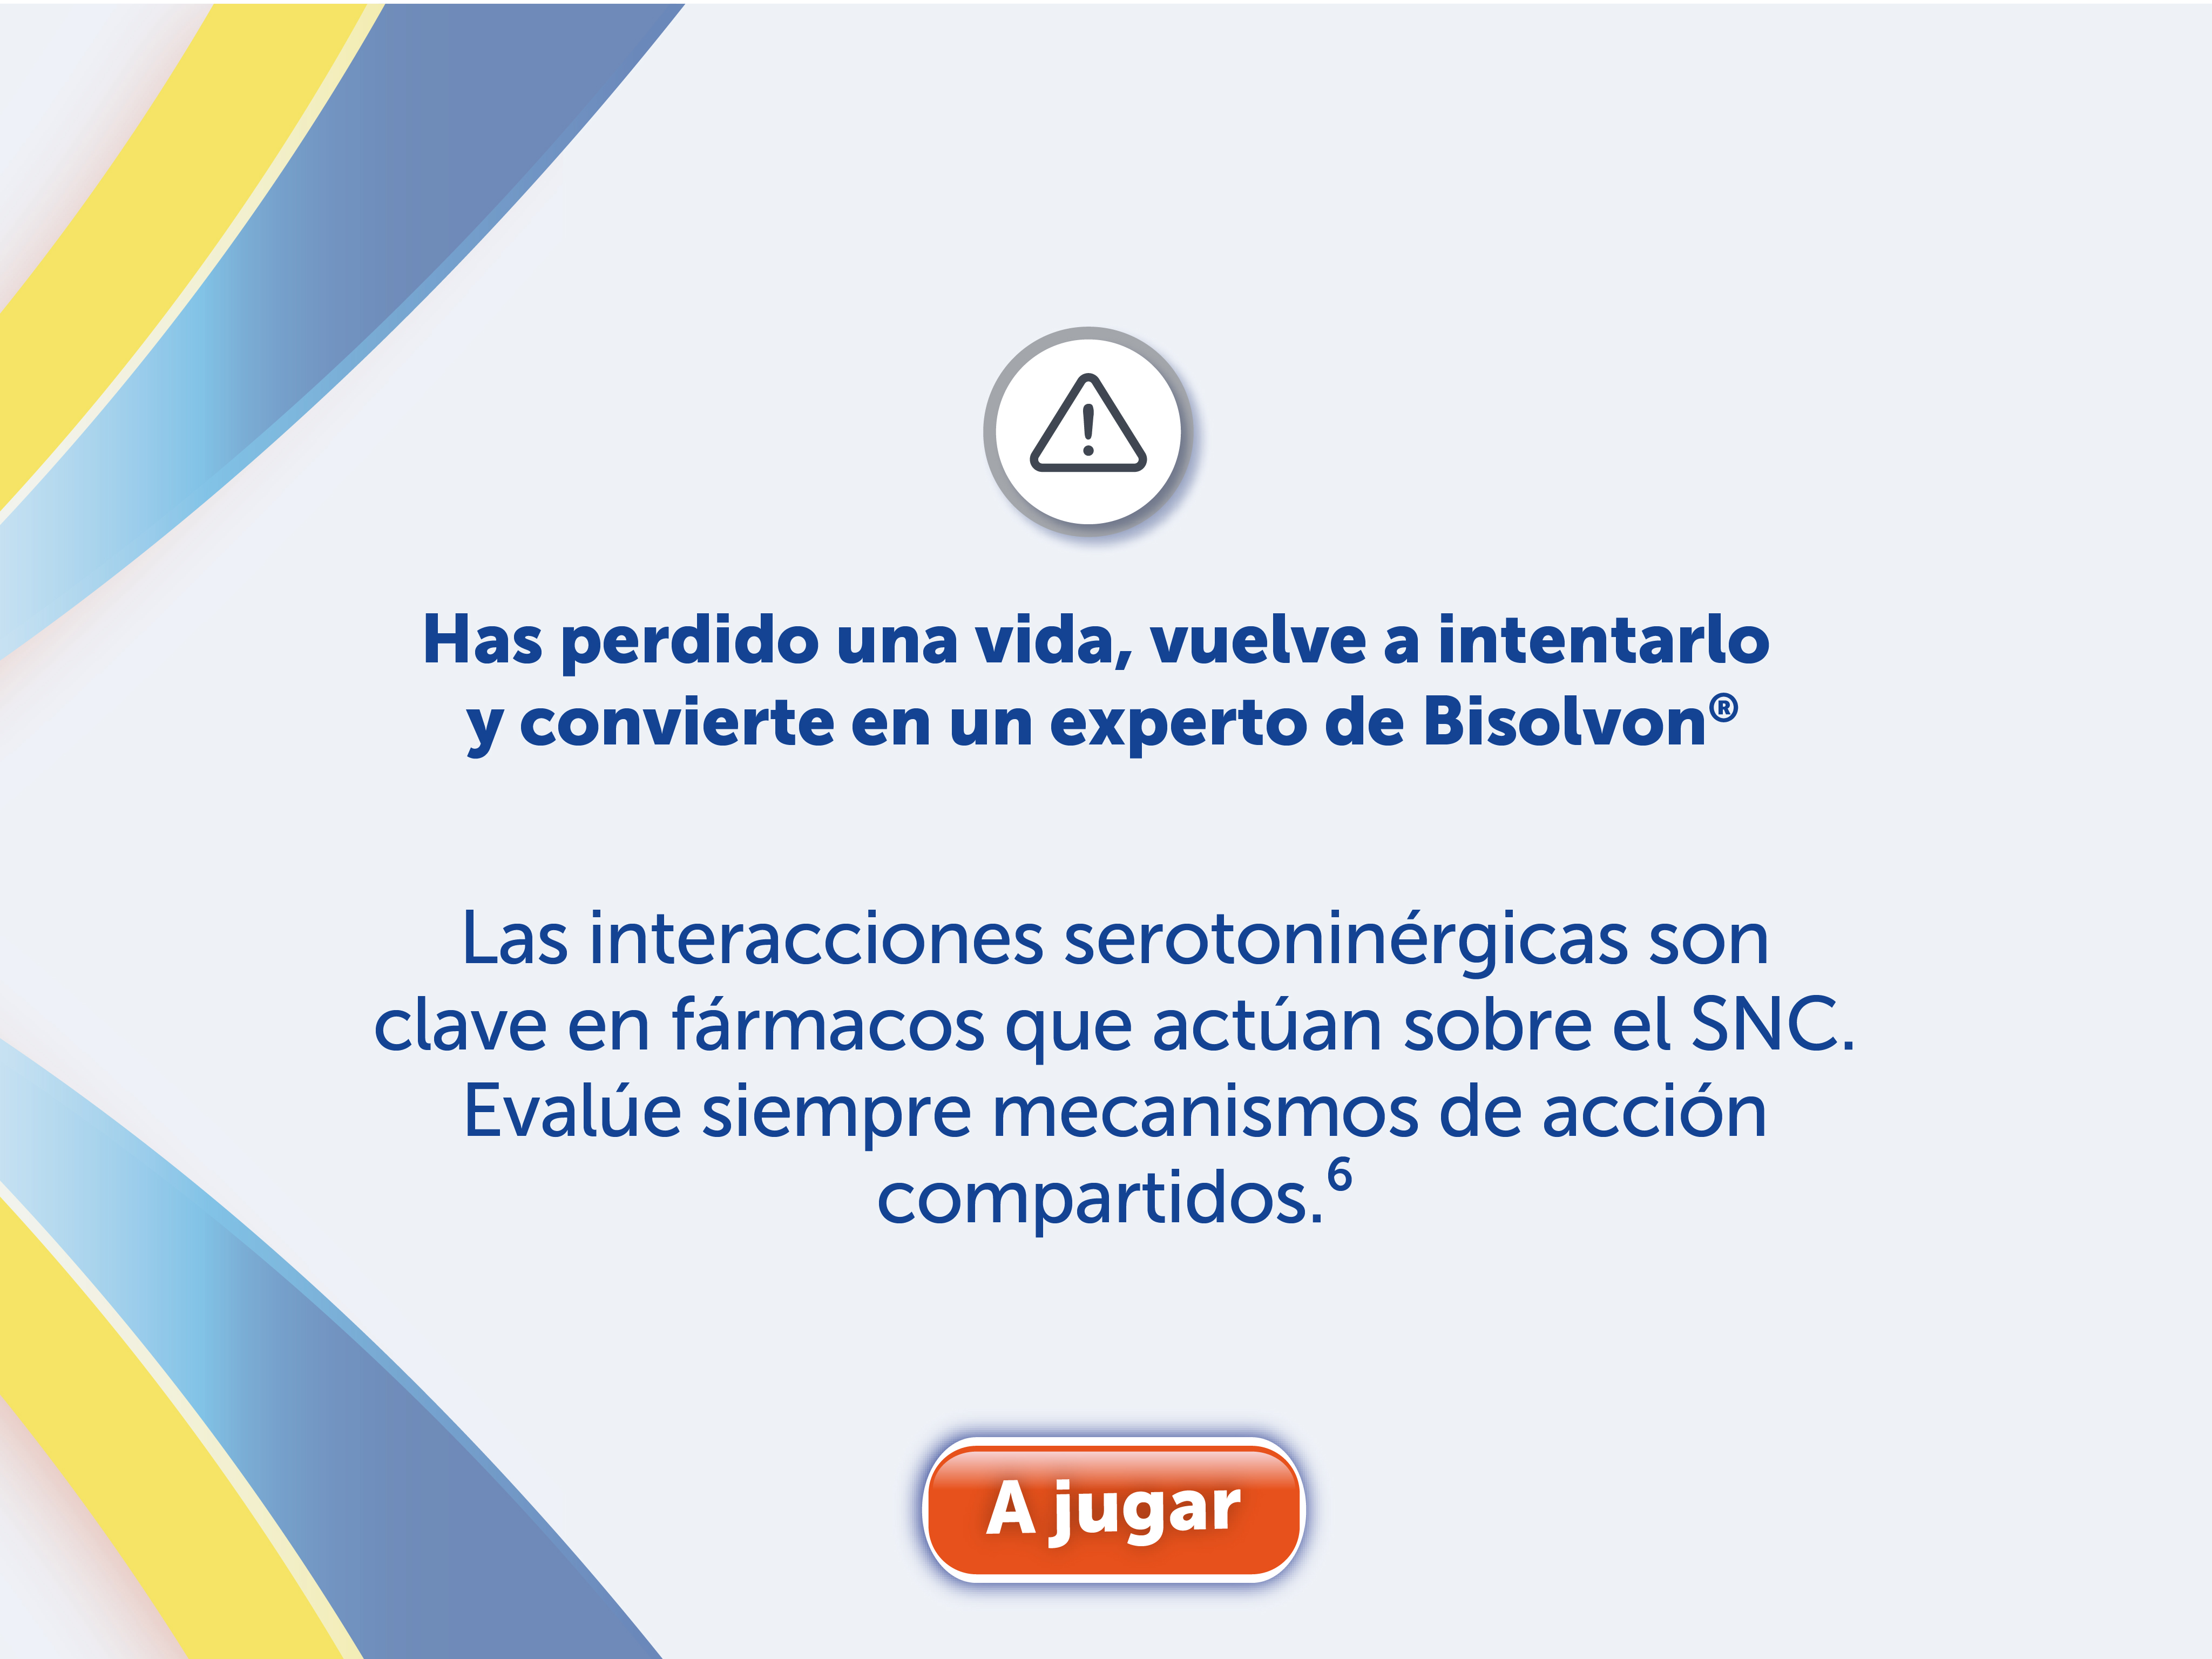 Has perdido una vida, vuelve a intentarlo
y convierte en un experto de Bisolvon®
Las interacciones serotoninérgicas son
clave en fármacos que actúan sobre el SNC.
Evalúe siempre mecanismos de acción
compartidos.⁶
A jugar